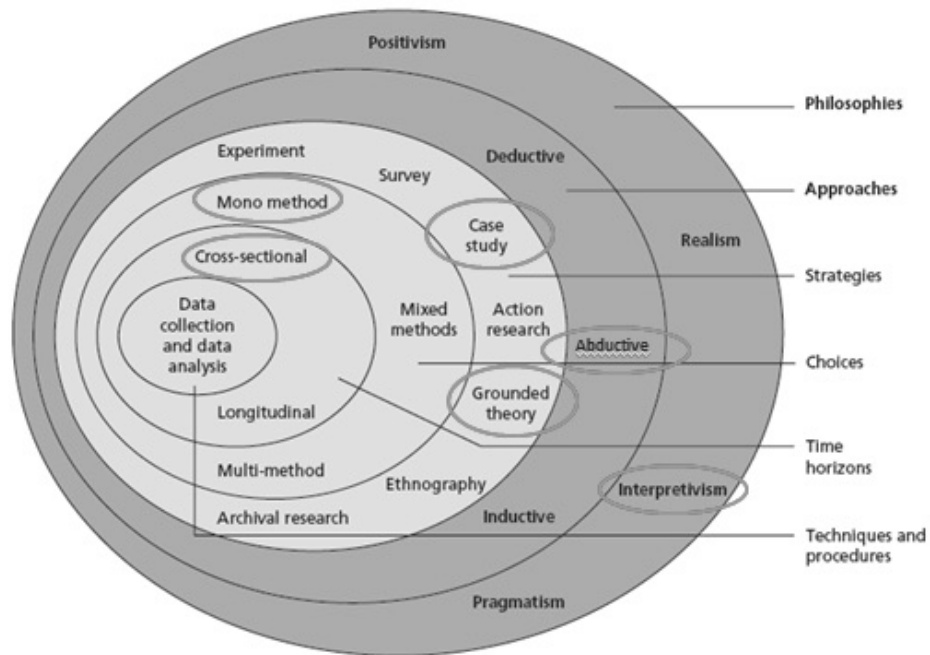 Positivism
Philosophies
Experiment
Deductive
Survey
Approaches
Mono method
Case
study
Realism
Cross-sectional
Strategies
Data
collection
and data
analysis
Mixed
methods
Action
research
Abductive
Choices
Grounded
theory
Longitudinal
Time
horizons
Multi-method
Ethnography
Interpretivism
Archival research
Inductive
Techniques and
procedures
Pragmatism